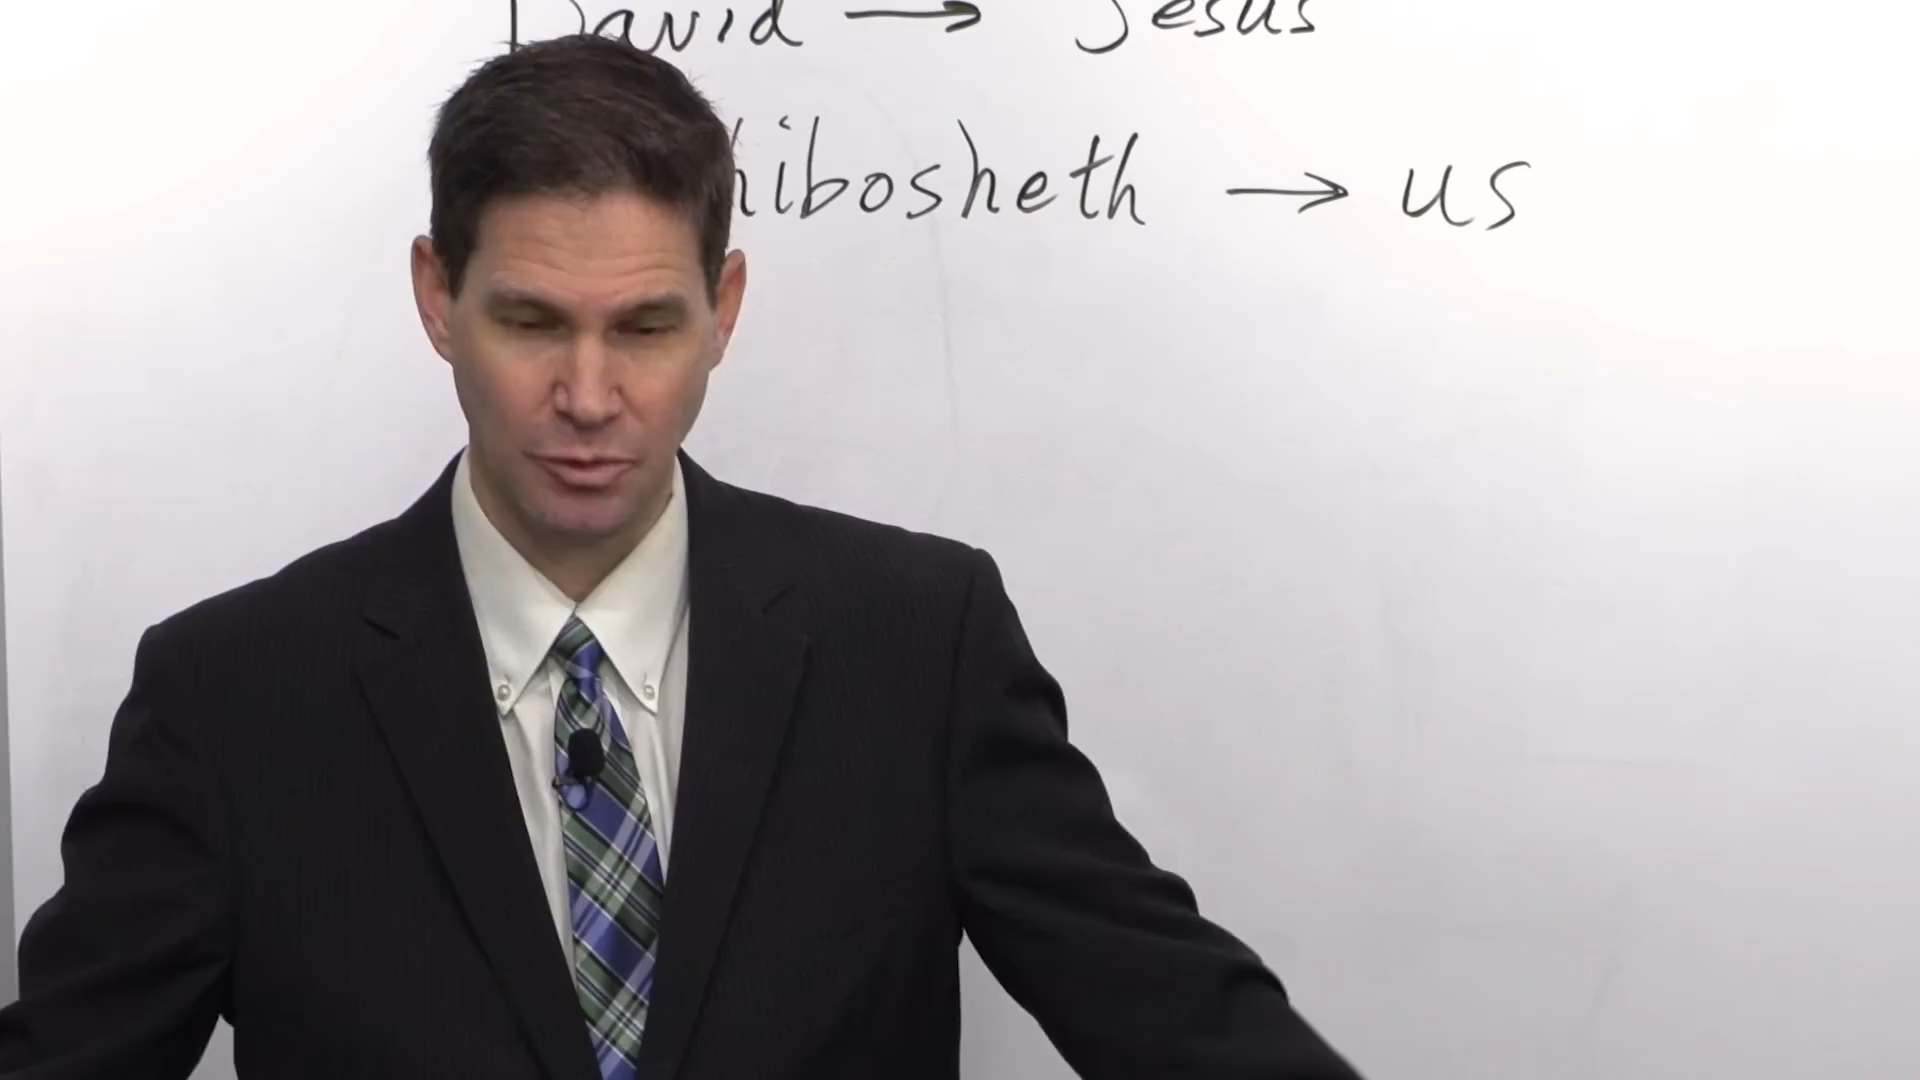 David → Jesus
hibosheth → us